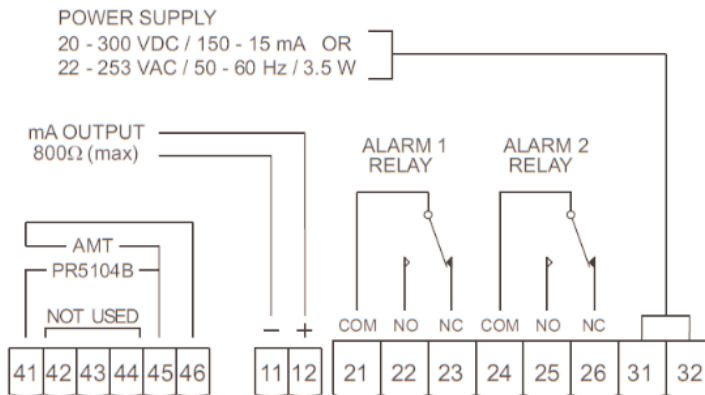 POWER SUPPLY
20 - 300 VDC / 150 - 15 mA OR
22 - 253 VAC / 50 - 60 Hz / 3.5 W
mA OUTPUT
800Ω (max)
ALARM 1
RELAY
ALARM 2
RELAY
AMT
PR5104B
NOT USED
− +
COM NO NC COM NO NC
41 42 43 44 45 46 11 12 21 22 23 24 25 26 31 32